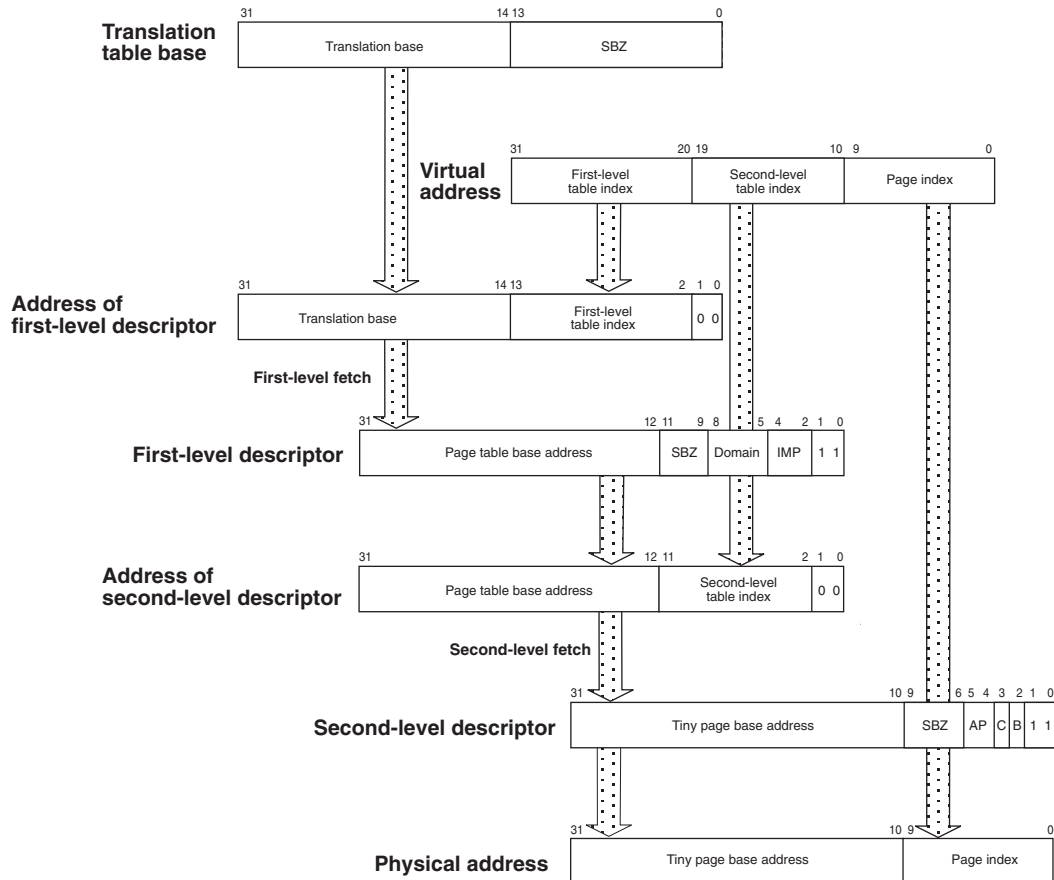 31 14 13 0
Translation
table base
Translation base SBZ
31 20 19 10 9 0
Virtual
address
First-level
table index
Second-level
table index
Page index
31 14 13 2 1 0
Address of
first-level descriptor
Translation base
First-level
table index
0 0
First-level fetch
31 12 11 9 8 5 4 2 1 0
First-level descriptor
Page table base address SBZ Domain IMP 1 1
31 12 11 2 1 0
Address of
second-level descriptor
Page table base address
Second-level
table index
0 0
Second-level fetch
31 10 9 6 5 4 3 2 1 0
Second-level descriptor
Tiny page base address SBZ AP C B 1 1
31 10 9 0
Physical address
Tiny page base address Page index